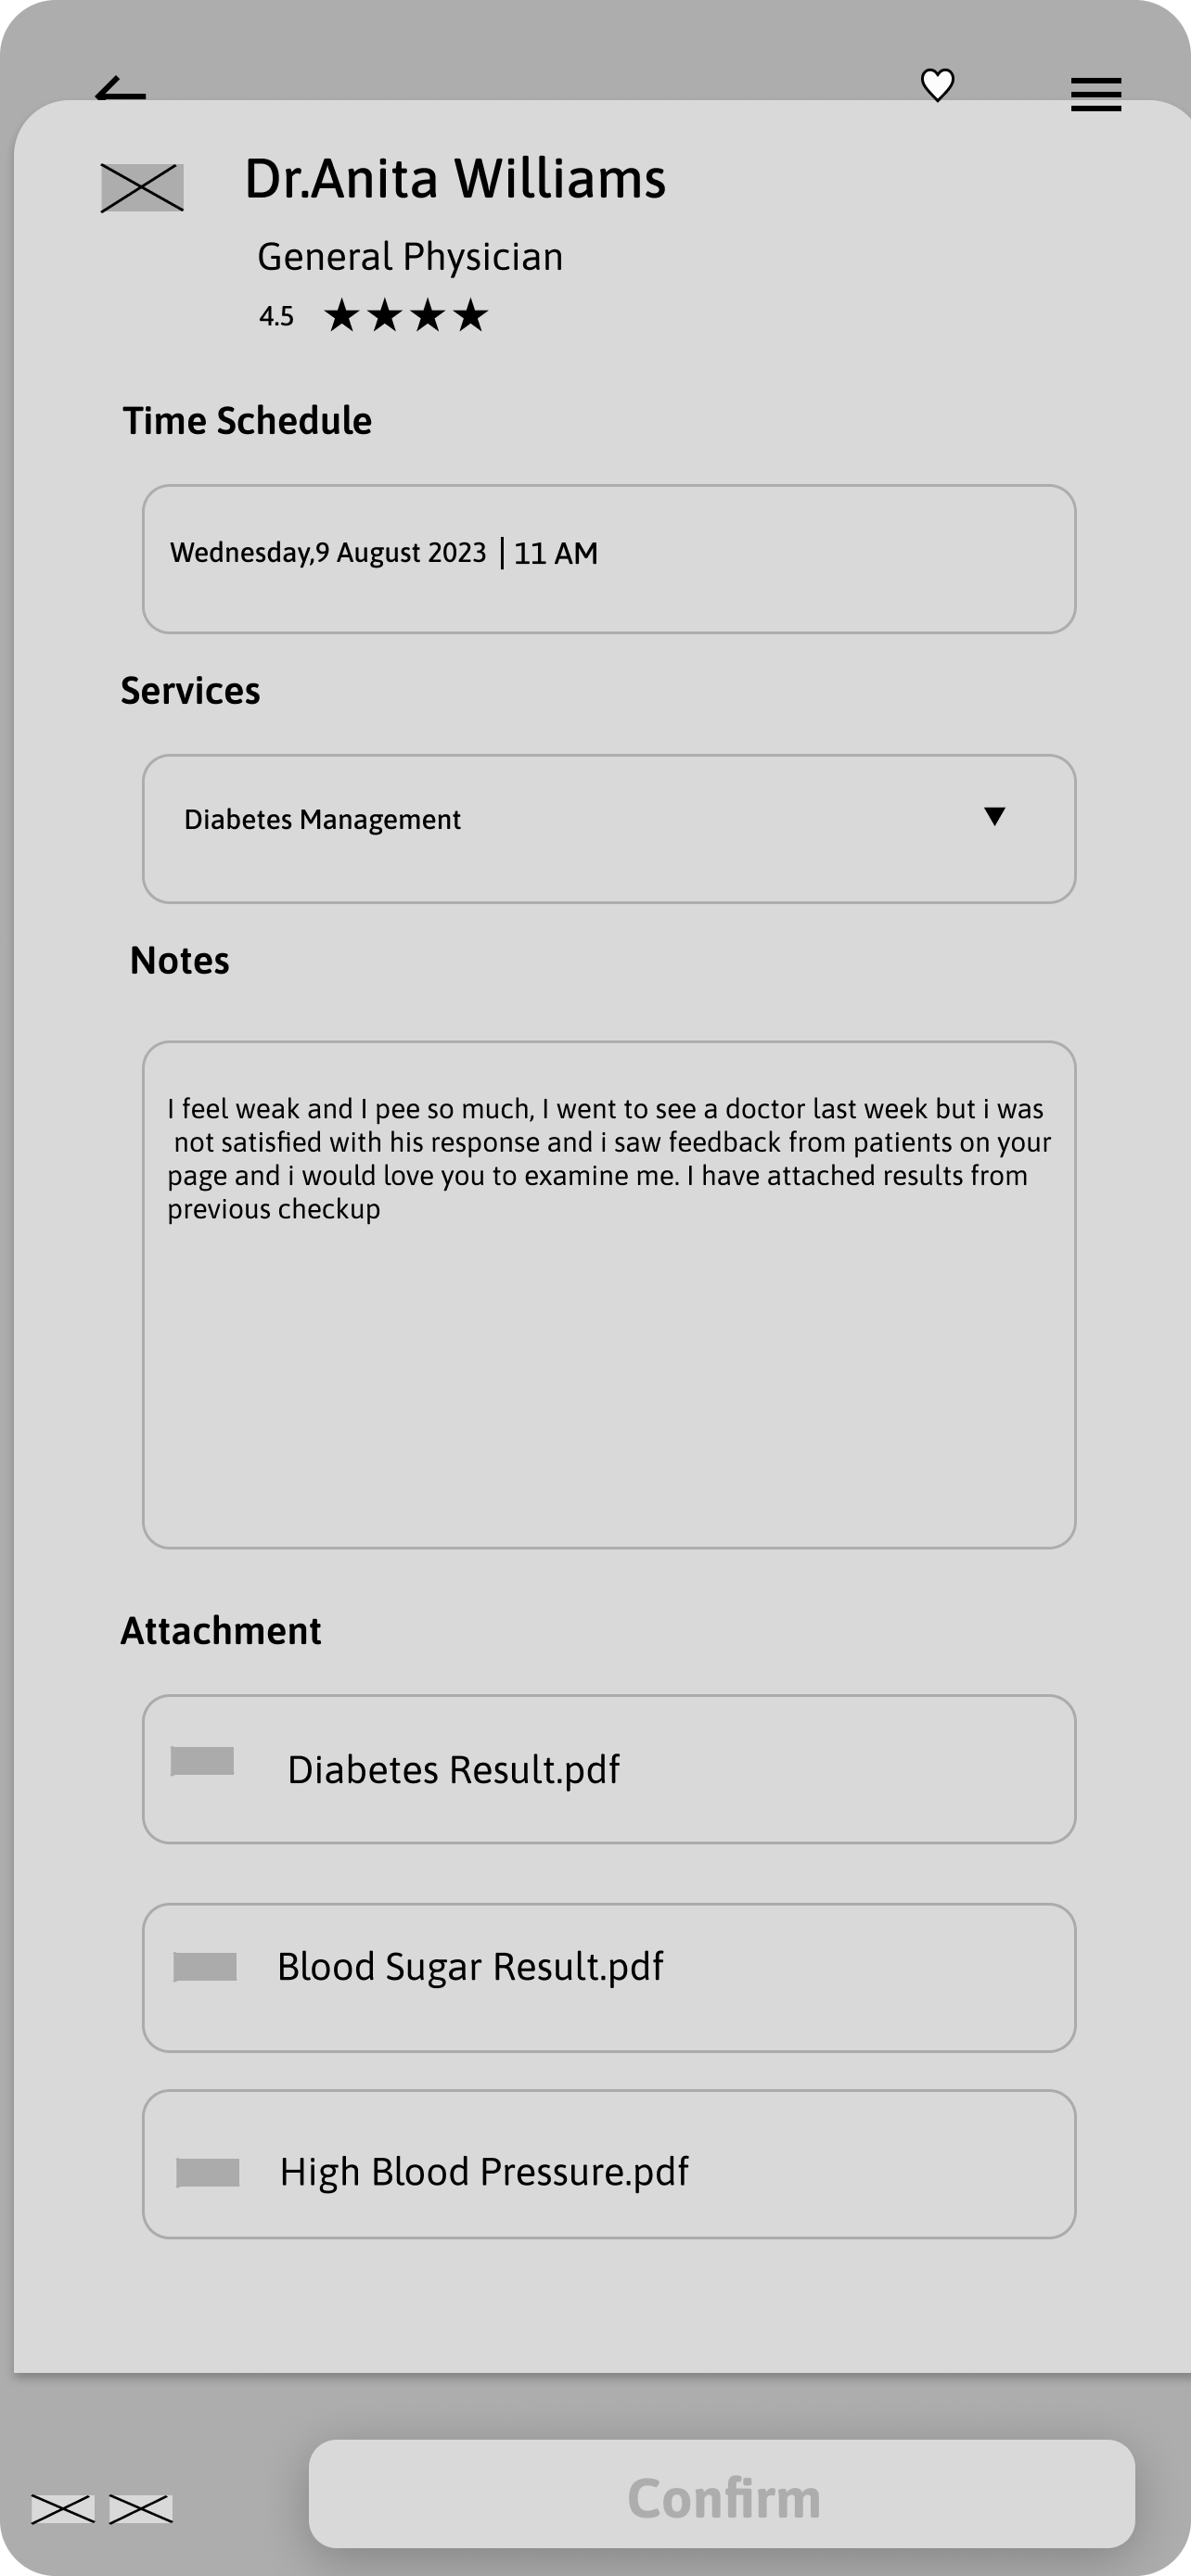 Dr.Anita Williams
General Physician
4.5 ★★★★
Time Schedule
Wednesday,9 August 2023 | 11 AM
Services
Diabetes Management
Notes
I feel weak and I pee so much, I went to see a doctor last week but i was
not satisfied with his response and i saw feedback from patients on your
page and i would love you to examine me. I have attached results from
previous checkup
Attachment
Diabetes Result.pdf
Blood Sugar Result.pdf
High Blood Pressure.pdf
Confirm